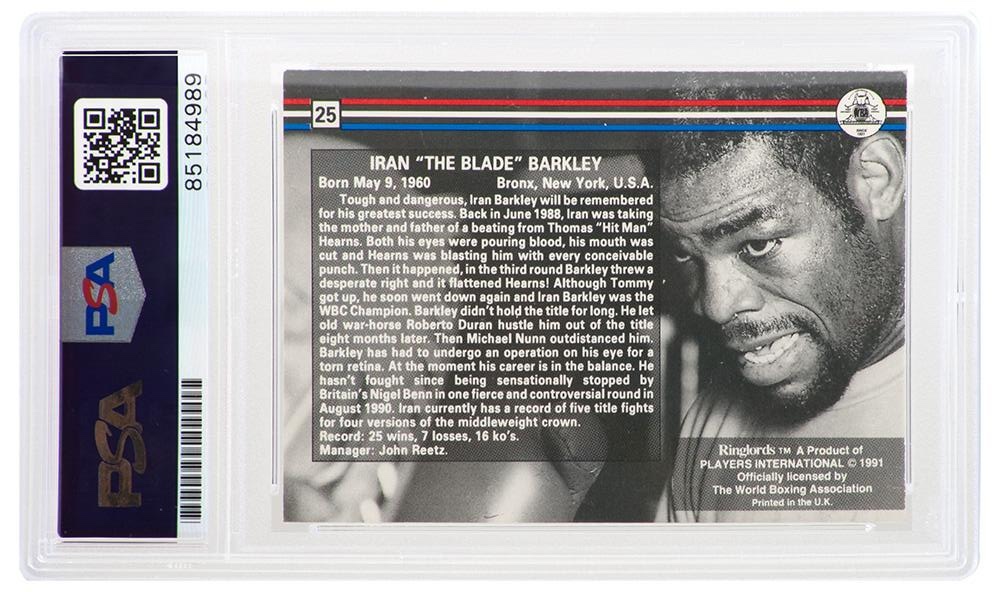 85184989
PSA
PSA
25
WBA
SINCE
1921
IRAN "THE BLADE" BARKLEY
Born May 9, 1960 Bronx, New York, U.S.A.
Tough and dangerous, Iran Barkley will be remembered
for his greatest success. Back in June 1988, Iran was taking
the mother and father of a beating from Thomas "Hit Man"
Hearns. Both his eyes were pouring blood, his mouth was
cut and Hearns was blasting him with every conceivable
punch. Then it happened, in the third round Barkley threw a
desperate right and it flattened Hearns! Although Tommy
got up, he soon went down again and Iran Barkley was the
WBC Champion. Barkley didn't hold the title for long. He let
old war-horse Roberto Duran hustle him out of the title
eight months later. Then Michael Nunn outdistanced him.
Barkley has had to undergo an operation on his eye for a
torn retina. At the moment his career is in the balance. He
hasn't fought since being sensationally stopped by
Britain's Nigel Benn in one fierce and controversial round in
August 1990. Iran currently has a record of five title fights
for four versions of the middleweight crown.
Record: 25 wins, 7 losses, 16 ko's.
Manager: John Reetz.
Ringlords TM A Product of
PLAYERS INTERNATIONAL © 1991
Officially licensed by
The World Boxing Association
Printed in the U.K.